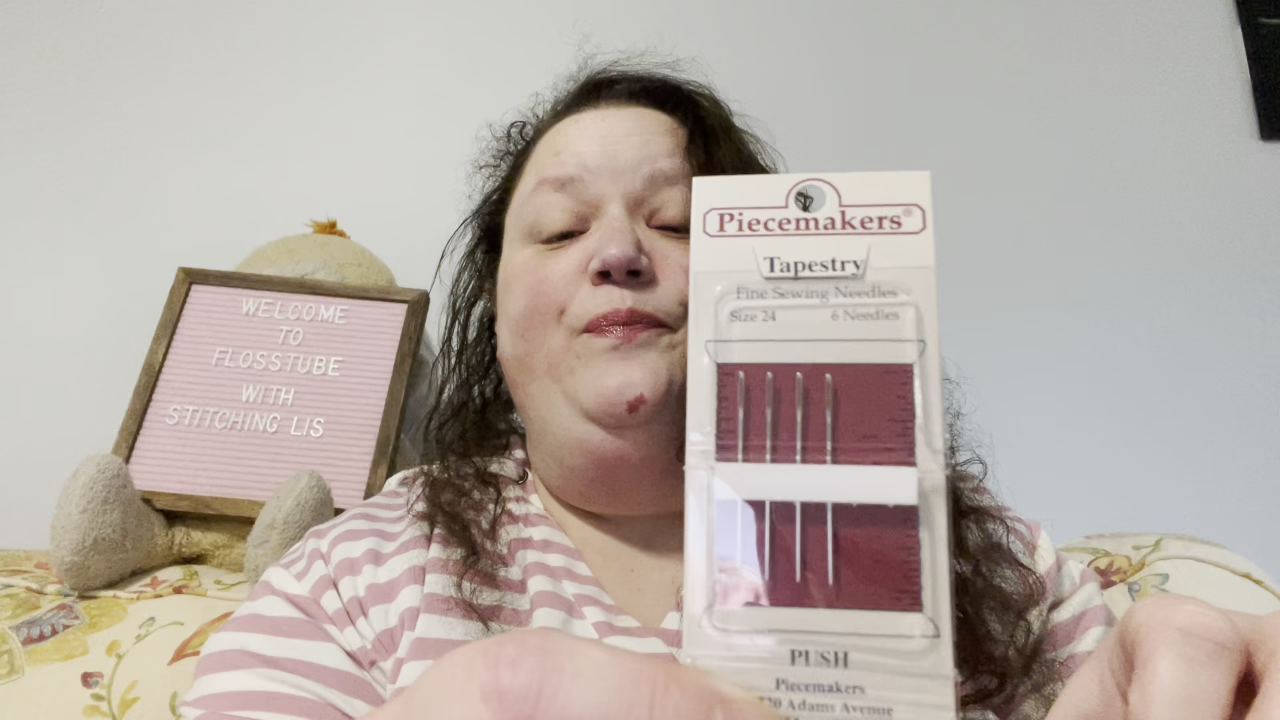 WELCOME
TO
FLOSSTUBE
WITH
STITCHING LIS
Piecemakers®
Tapestry
Fine Sewing Needles
Size 24 6 Needles
PUSH
Piecemakers
Adams Avenue